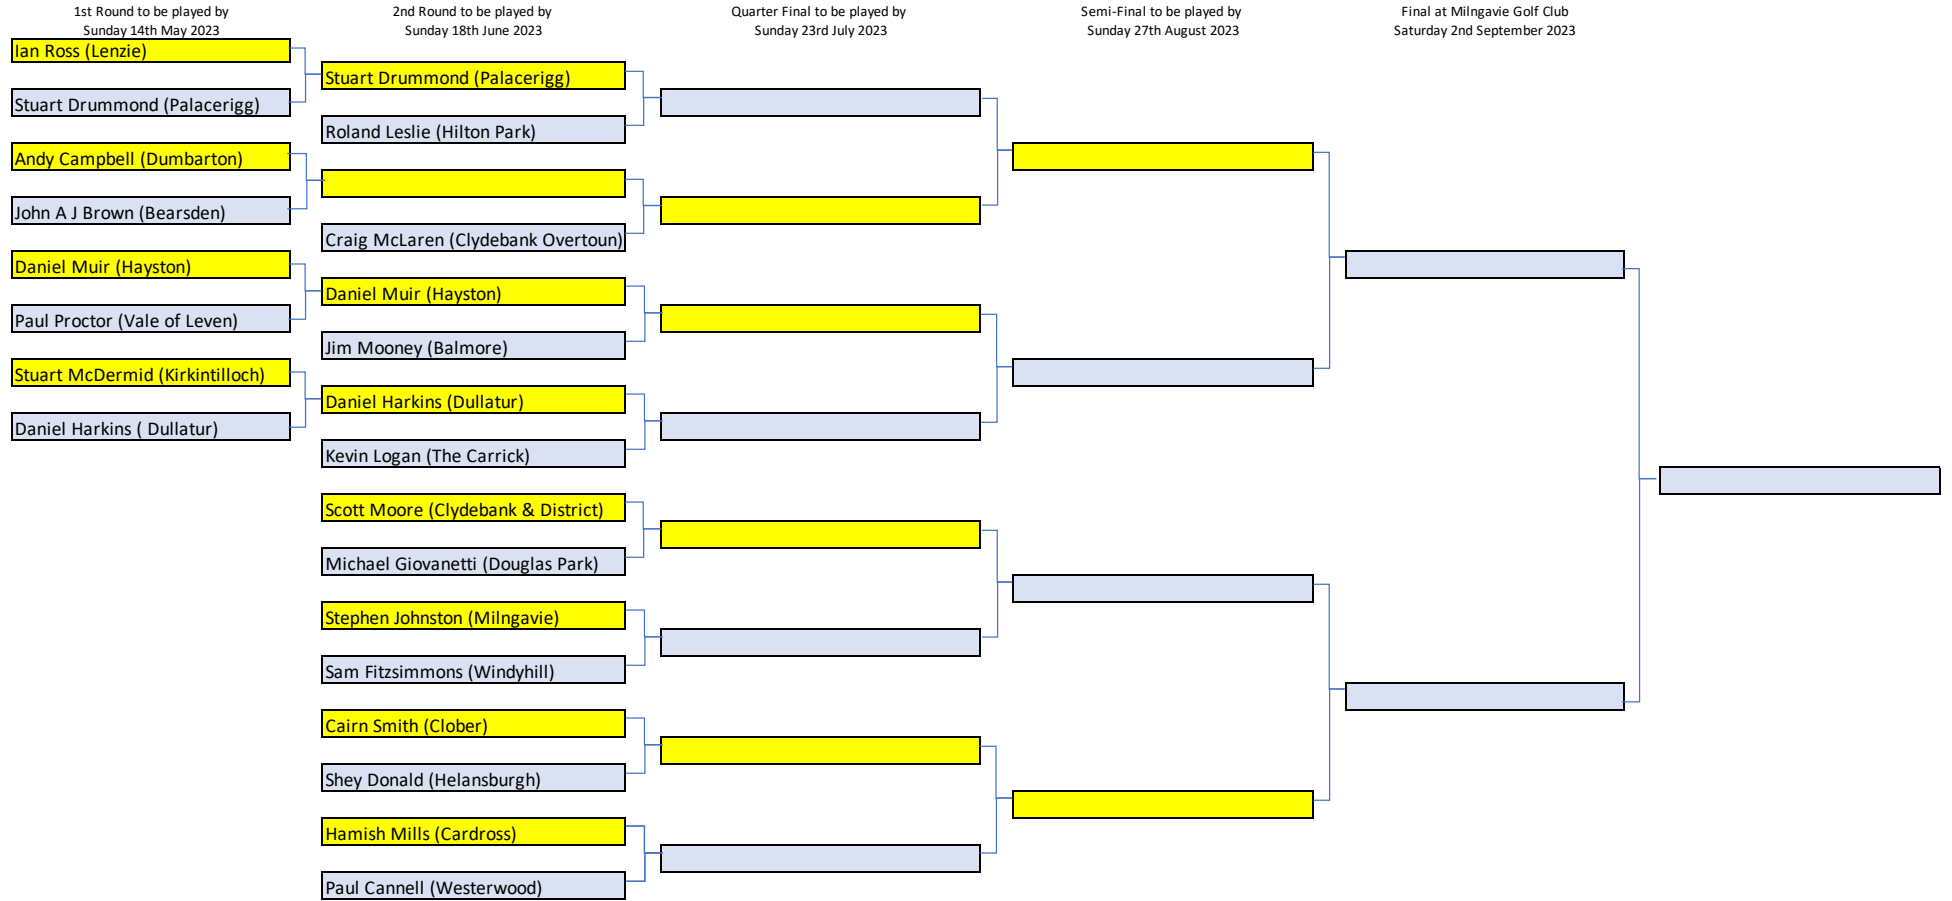 1st Round to be played by
Sunday 14th May 2023
2nd Round to be played by
Sunday 18th June 2023
Quarter Final to be played by
Sunday 23rd July 2023
Semi-Final to be played by
Sunday 27th August 2023
Final at Milngavie Golf Club
Saturday 2nd September 2023
Ian Ross (Lenzie)
Stuart Drummond (Palacerigg)
Andy Campbell (Dumbarton)
John A J Brown (Bearsden)
Daniel Muir (Hayston)
Paul Proctor (Vale of Leven)
Stuart McDermid (Kirkintilloch)
Daniel Harkins ( Dullatur)
Stuart Drummond (Palacerigg)
Roland Leslie (Hilton Park)
Craig McLaren (Clydebank Overtoun)
Daniel Muir (Hayston)
Jim Mooney (Balmore)
Daniel Harkins (Dullatur)
Kevin Logan (The Carrick)
Scott Moore (Clydebank & District)
Michael Giovanetti (Douglas Park)
Stephen Johnston (Milngavie)
Sam Fitzsimmons (Windyhill)
Cairn Smith (Clober)
Shey Donald (Helansburgh)
Hamish Mills (Cardross)
Paul Cannell (Westerwood)